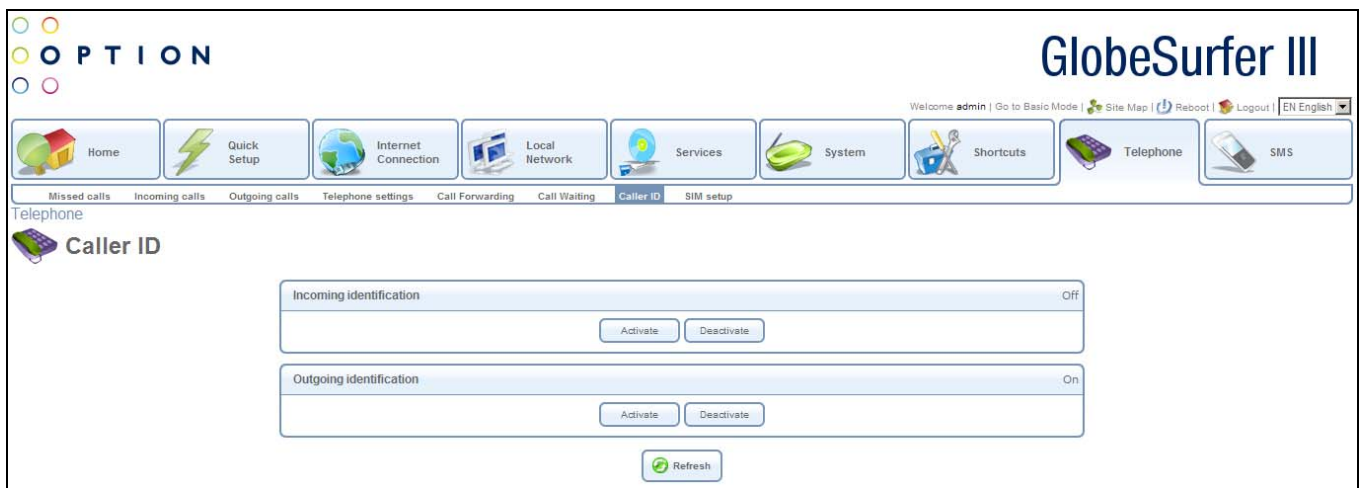 OPTION
GlobeSurfer III
Welcome admin | Go to Basic Mode | Site Map | Reboot | Logout | EN English
Home
Quick Setup
Internet Connection
Local Network
Services
System
Shortcuts
Telephone
SMS
Missed calls Incoming calls Outgoing calls Telephone settings Call Forwarding Call Waiting Caller ID SIM setup
Telephone
Caller ID
Incoming identification Off
Activate Deactivate
Outgoing identification On
Activate Deactivate
Refresh